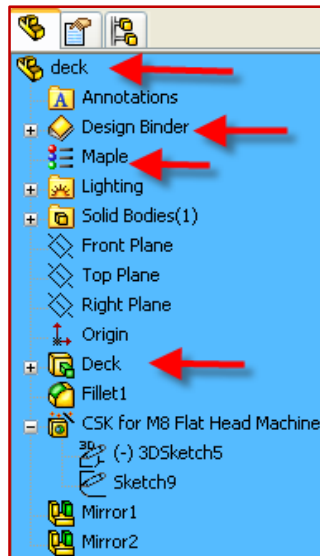 deck
Annotations
Design Binder
Maple
Lighting
Solid Bodies(1)
Front Plane
Top Plane
Right Plane
Origin
Deck
Fillet1
CSK for M8 Flat Head Machine
3D (-) 3DSketch5
Sketch9
Mirror1
Mirror2